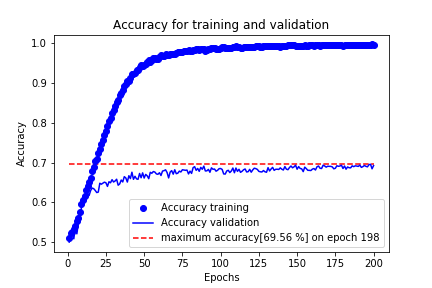 Accuracy for training and validation
1.0
0.9
0.8
0.7
0.6
0.5
Accuracy
Accuracy training
Accuracy validation
maximum accuracy[69.56 %] on epoch 198
0 25 50 75 100 125 150 175 200
Epochs